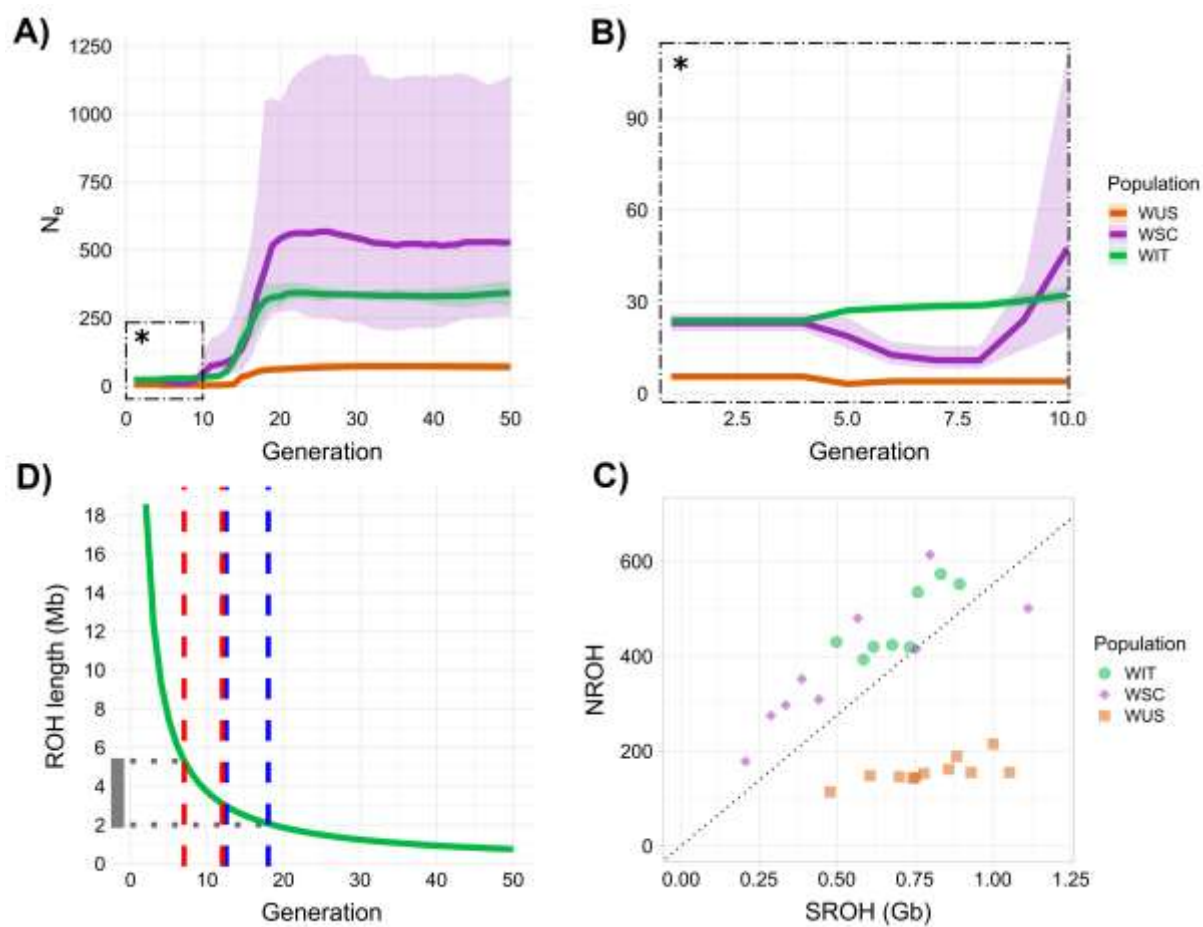 A)
1250
1000
750
500
250
0
Ne
*
0 10 20 30 40 50
Generation
B)
*
90
60
30
0
2.5 5.0 7.5 10.0
Generation
Population
WUS
WSC
WIT
D)
18
16
14
12
10
8
6
4
2
0
ROH length (Mb)
0 10 20 30 40 50
Generation
C)
600
400
200
0
NROH
0.00 0.25 0.50 0.75 1.00 1.25
SROH (Gb)
Population
WIT
WSC
WUS